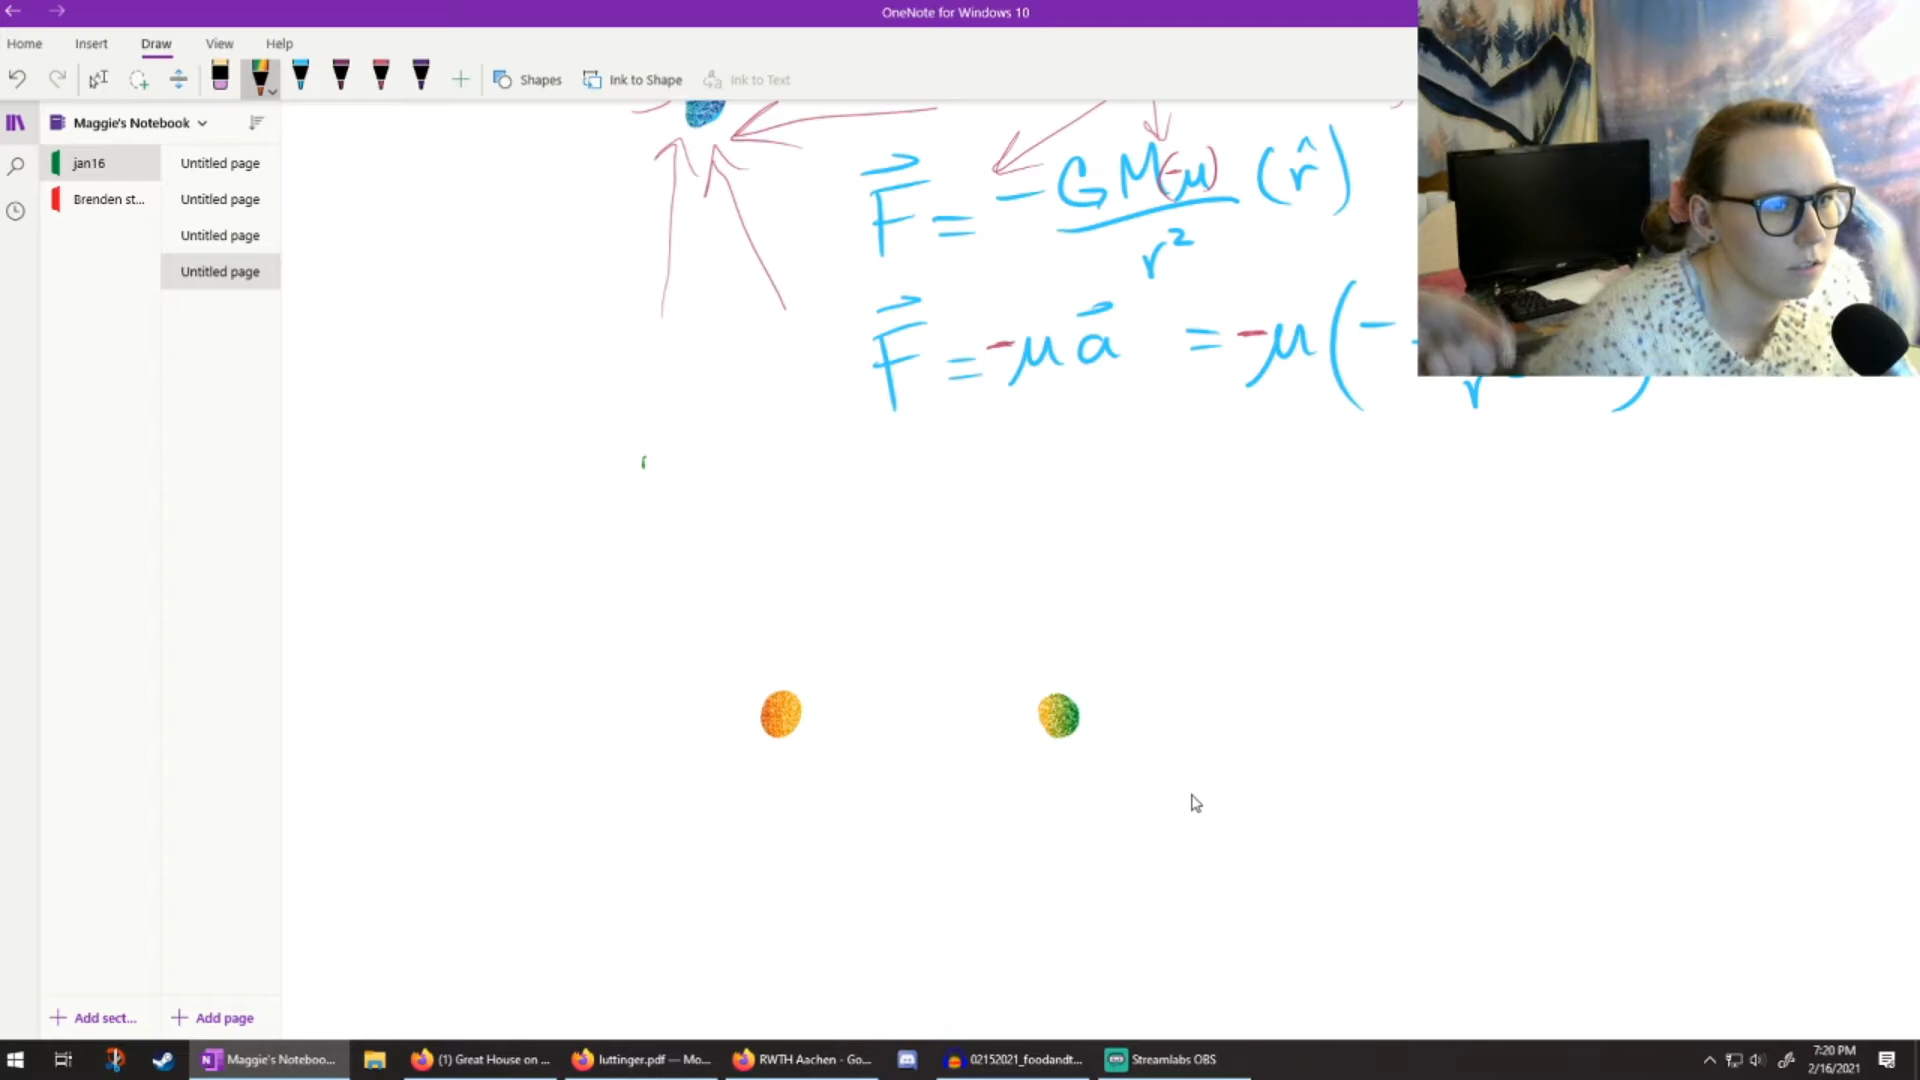 OneNote for Windows 10
Home Insert Draw View Help
Shapes Ink to Shape Ink to Text
Maggie's Notebook
jan16 Untitled page
Brenden st... Untitled page
Untitled page
Untitled page
F⃗ = -GM(-μ)/r² (r̂)
F⃗ = -μa⃗ = -μ(-
r
Add sect... Add page
Maggie's Noteboo... (1) Great House on ... luttinger.pdf — Mo... RWTH Aachen - Go... 02152021_foodandt... Streamlabs OBS
7:20 PM
2/16/2021